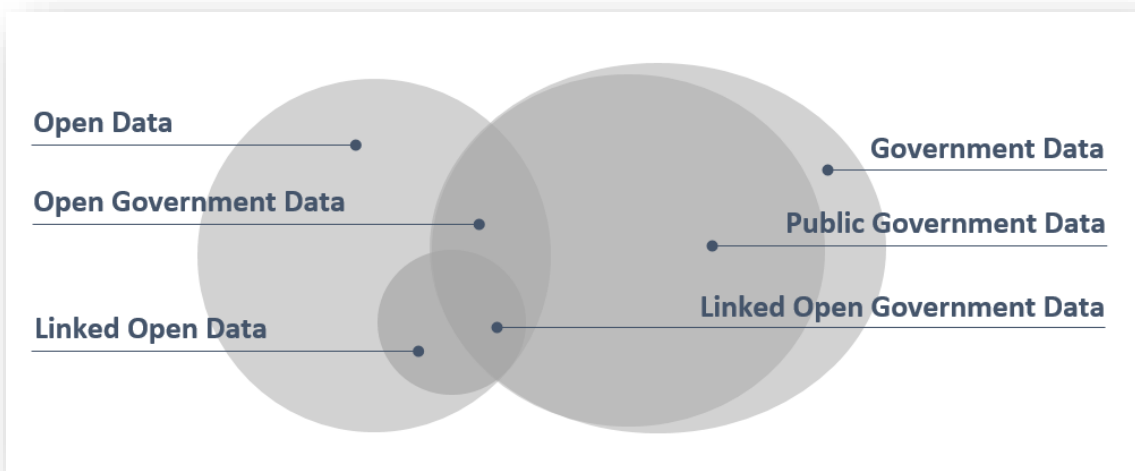 Open Data
Government Data
Open Government Data
Public Government Data
Linked Open Government Data
Linked Open Data